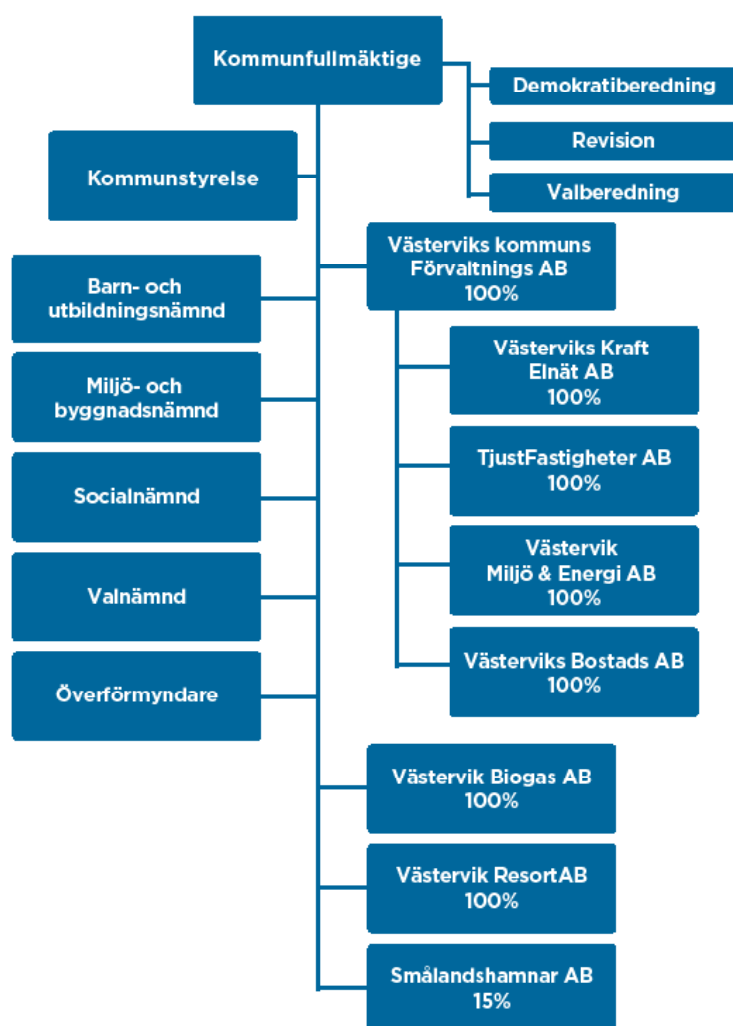 Kommunfullmäktige
Demokratiberedning
Revision
Valberedning
Kommunstyrelse
Västerviks kommuns
Förvaltnings AB
100%
Barn- och
utbildningsnämnd
Miljö- och
byggnadsnämnd
Socialnämnd
Valnämnd
Överförmyndare
Västerviks Kraft
Elnät AB
100%
TjustFastigheter AB
100%
Västervik
Miljö & Energi AB
100%
Västerviks Bostads AB
100%
Västervik Biogas AB
100%
Västervik ResortAB
100%
Smålandshamnar AB
15%